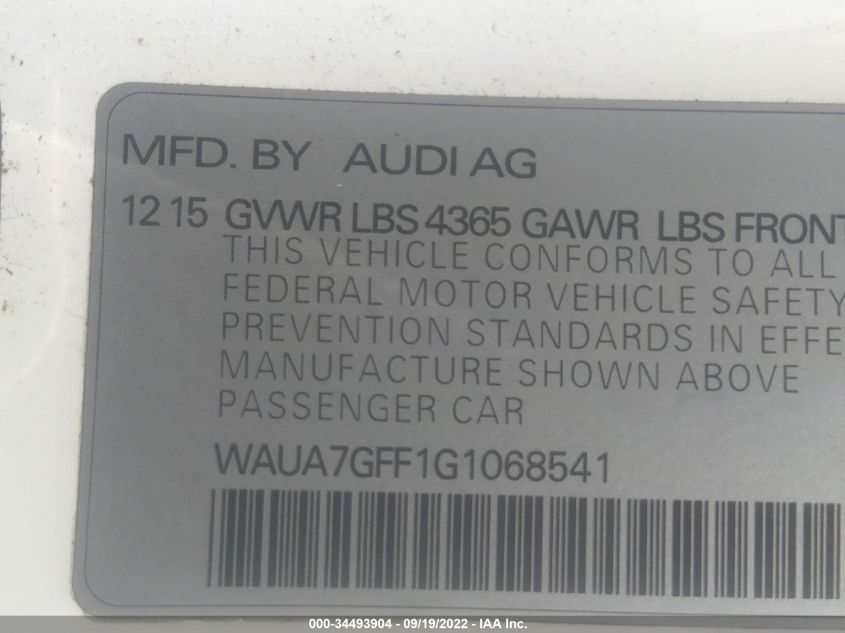 MFD. BY AUDI AG
12 15 GVWR LBS 4365 GAWR LBS FRONT
THIS VEHICLE CONFORMS TO ALL
FEDERAL MOTOR VEHICLE SAFETY
PREVENTION STANDARDS IN EFFE
MANUFACTURE SHOWN ABOVE
PASSENGER CAR
WAUA7GFF1G1068541
000-34493904 - 09/19/2022 - IAA Inc.